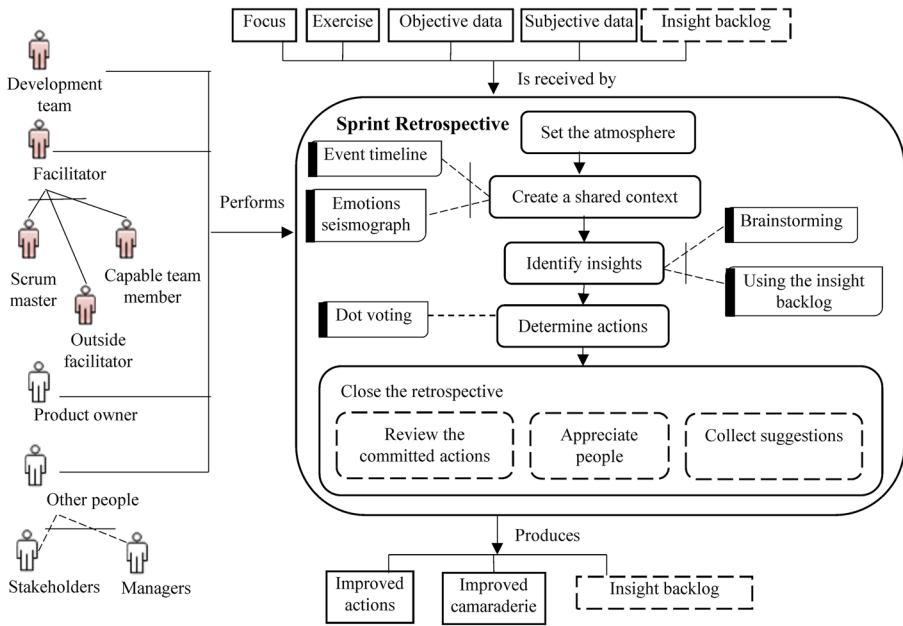 Focus
Exercise
Objective data
Subjective data
Insight backlog
Is received by
Development
team
Facilitator
Scrum
master
Capable team
member
Outside
facilitator
Product owner
Other people
Stakeholders
Managers
Performs
Sprint Retrospective
Set the atmosphere
Event timeline
Emotions
seismograph
Create a shared context
Brainstorming
Identify insights
Using the insight
backlog
Dot voting
Determine actions
Close the retrospective
Review the
committed actions
Appreciate
people
Collect suggestions
Produces
Improved
actions
Improved
camaraderie
Insight backlog